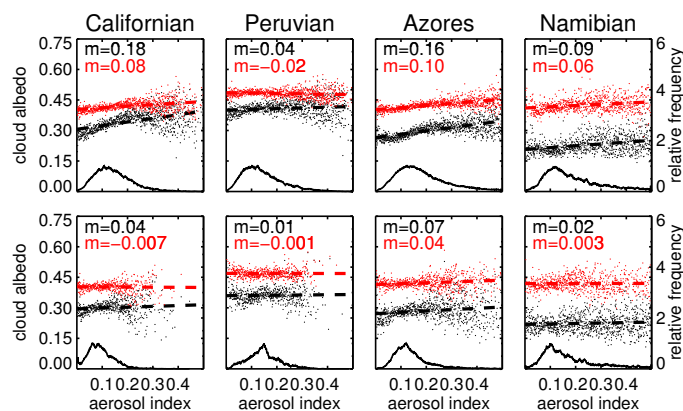 Californian Peruvian Azores Namibian
0.75 m=0.18 m=0.04 m=0.16 m=0.09 6
m=0.08 m=−0.02 m=0.10 m=0.06
0.60
0.45 4
0.30
2
0.15
0.00 0
cloud albedo
relative frequency
0.75 m=0.04 m=0.01 m=0.07 m=0.02 6
m=−0.007 m=−0.001 m=0.04 m=0.003
0.60
0.45 4
0.30
2
0.15
0.00 0
cloud albedo
relative frequency
0.10.20.30.4 0.10.20.30.4 0.10.20.30.4 0.10.20.30.4
aerosol index aerosol index aerosol index aerosol index